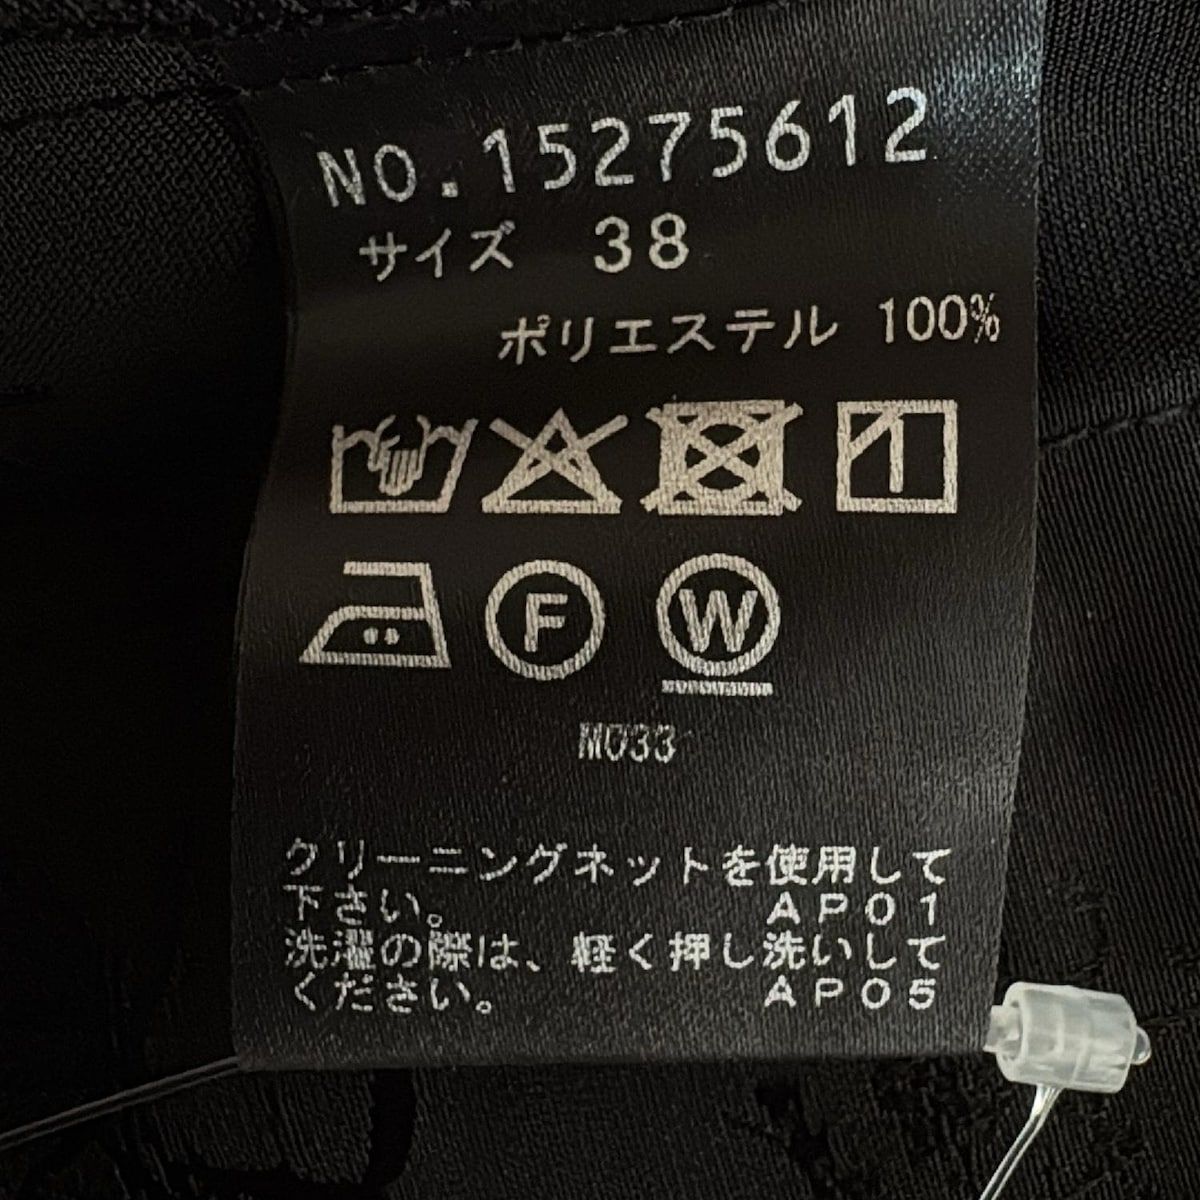 NO.15275612
サイズ 38
ポリエステル 100%
F W
M033
クリーニングネットを使用して
下さい。 AP01
洗濯の際は、軽く押し洗いして
ください。 AP05